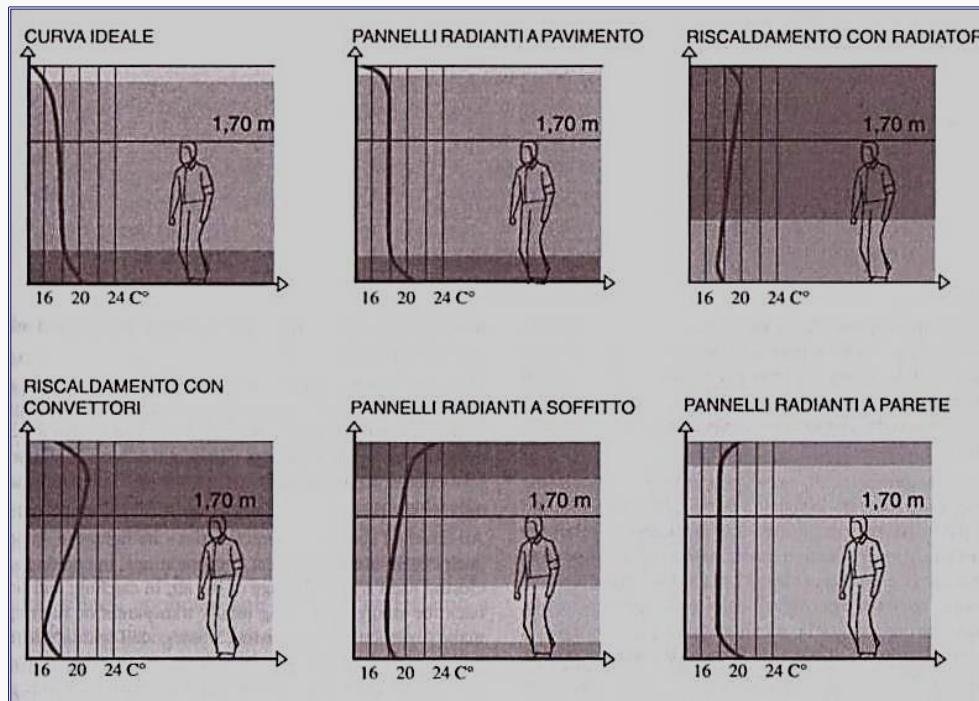 CURVA IDEALE
1,70 m
16 20 24 C°
PANNELLI RADIANTI A PAVIMENTO
1,70 m
16 20 24 C°
RISCALDAMENTO CON RADIATOR
1,70 m
16 20 24 C°
RISCALDAMENTO CON
CONVETTORI
1,70 m
16 20 24 C°
PANNELLI RADIANTI A SOFFITTO
1,70 m
16 20 24 C°
PANNELLI RADIANTI A PARETE
1,70 m
16 20 24 C°